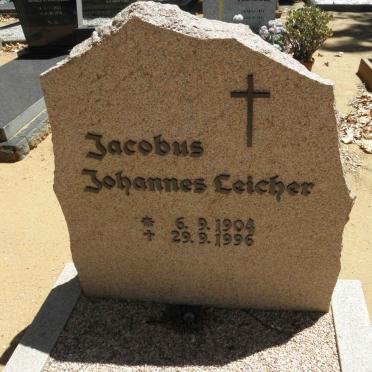 Jacobus
Johannes Leicher
* 6. 9. 1904
✝ 29. 9. 1996